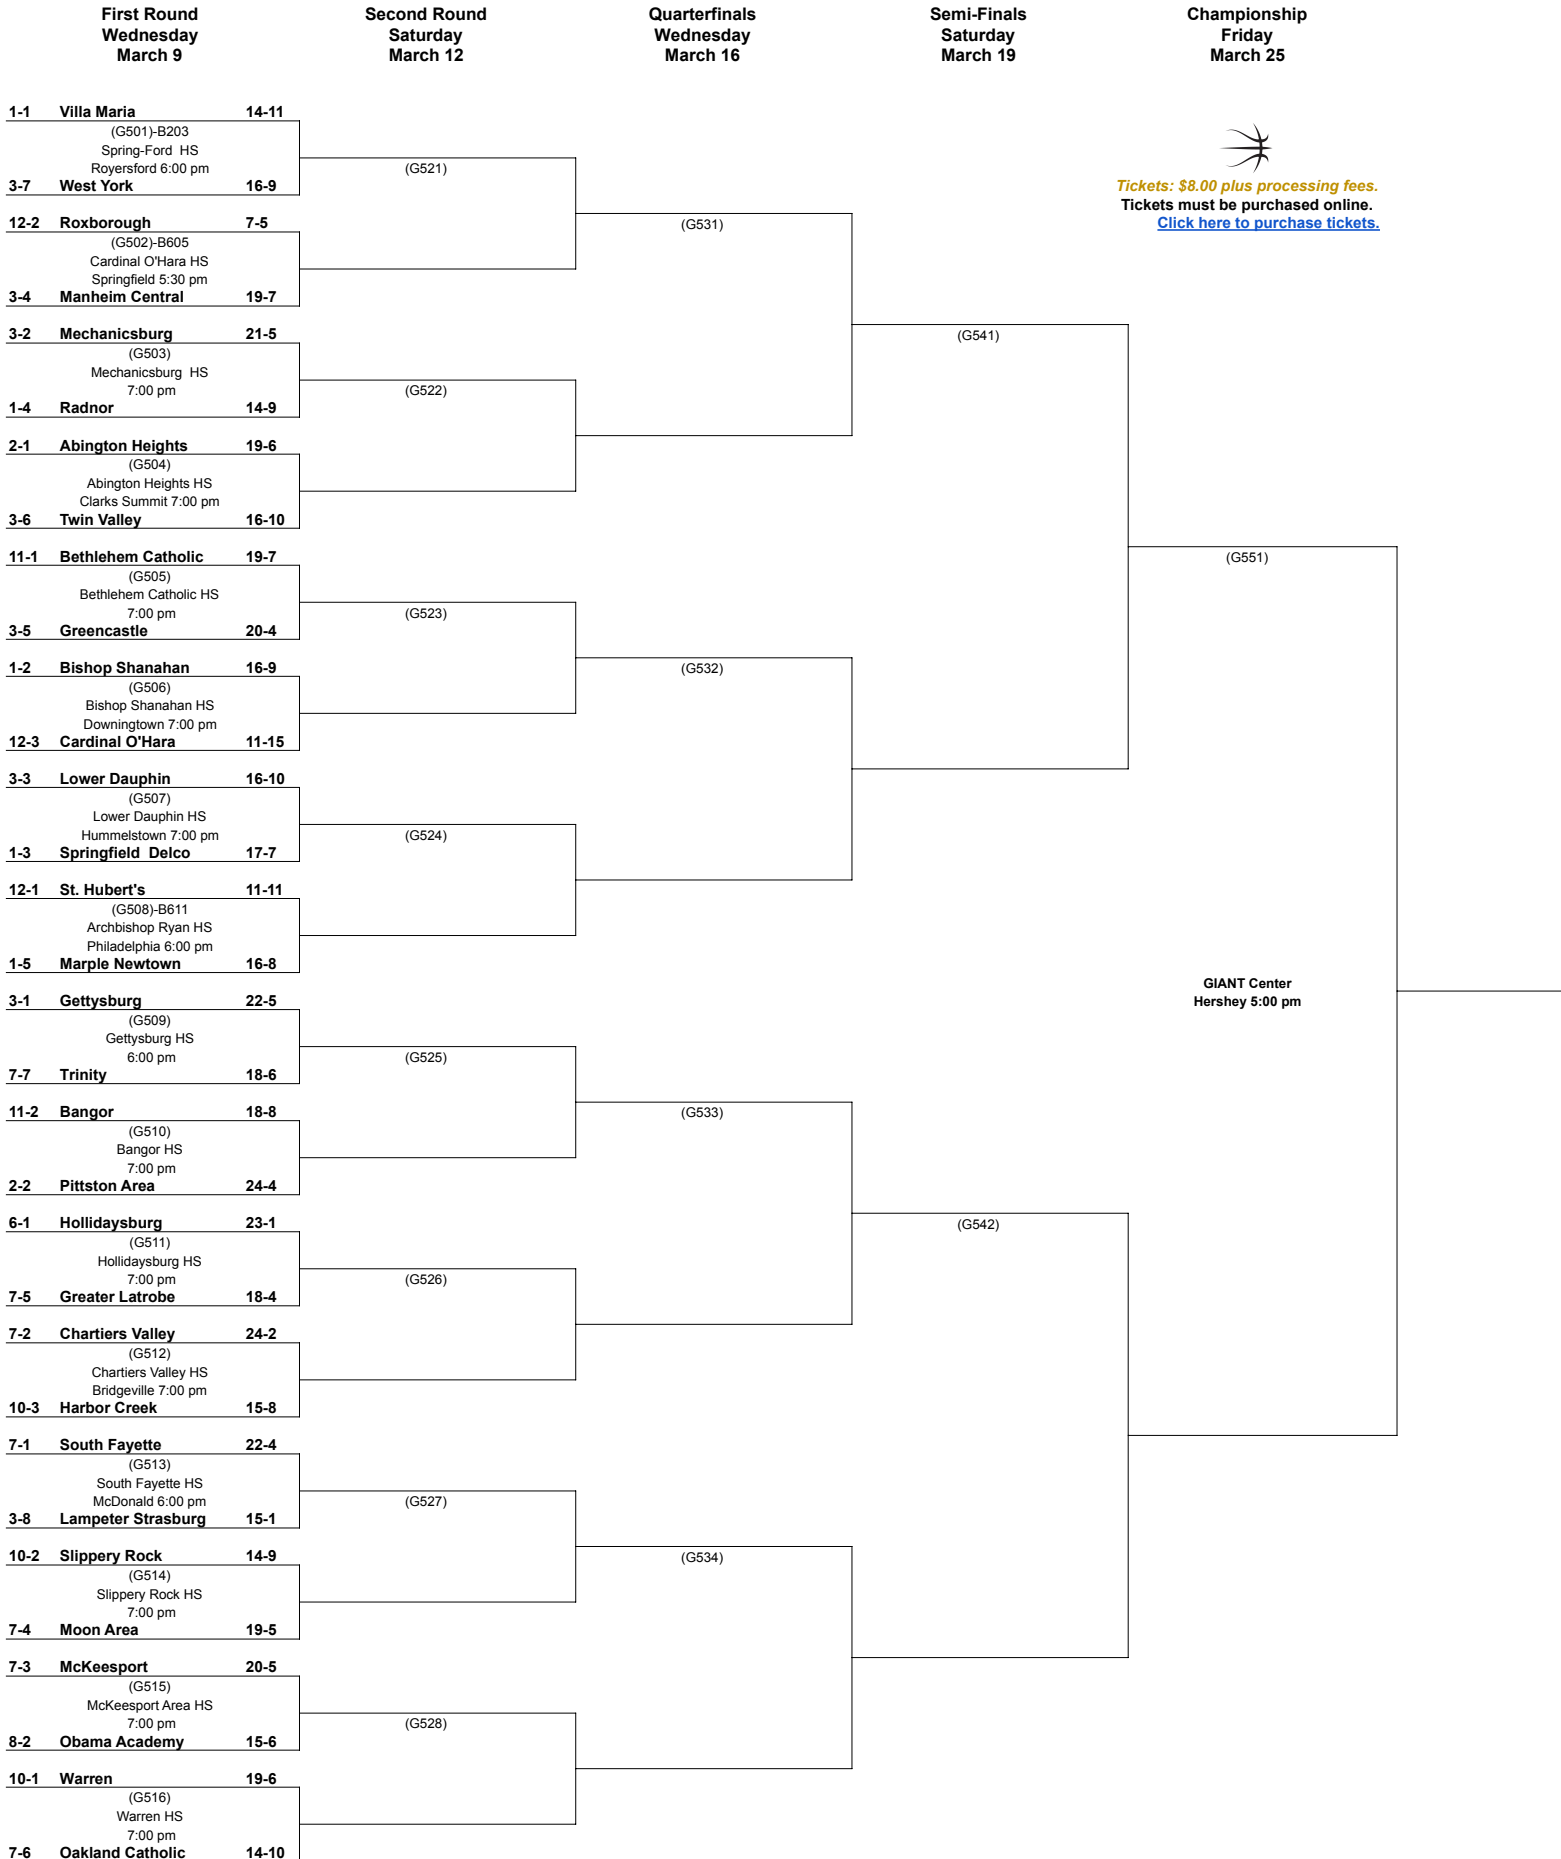 First Round
Wednesday
March 9
Second Round
Saturday
March 12
Quarterfinals
Wednesday
March 16
Semi-Finals
Saturday
March 19
Championship
Friday
March 25
Tickets: $8.00 plus processing fees.
Tickets must be purchased online.
Click here to purchase tickets.
1-1 Villa Maria 14-11
(G501)-B203
Spring-Ford HS
Royersford 6:00 pm
3-7 West York 16-9
(G521)
12-2 Roxborough 7-5
(G502)-B605
Cardinal O'Hara HS
Springfield 5:30 pm
3-4 Manheim Central 19-7
(G531)
3-2 Mechanicsburg 21-5
(G503)
Mechanicsburg HS
7:00 pm
1-4 Radnor 14-9
(G522)
(G541)
2-1 Abington Heights 19-6
(G504)
Abington Heights HS
Clarks Summit 7:00 pm
3-6 Twin Valley 16-10
11-1 Bethlehem Catholic 19-7
(G505)
Bethlehem Catholic HS
7:00 pm
3-5 Greencastle 20-4
(G523)
(G551)
1-2 Bishop Shanahan 16-9
(G506)
Bishop Shanahan HS
Downingtown 7:00 pm
12-3 Cardinal O'Hara 11-15
(G532)
3-3 Lower Dauphin 16-10
(G507)
Lower Dauphin HS
Hummelstown 7:00 pm
1-3 Springfield Delco 17-7
(G524)
12-1 St. Hubert's 11-11
(G508)-B611
Archbishop Ryan HS
Philadelphia 6:00 pm
1-5 Marple Newtown 16-8
GIANT Center
Hershey 5:00 pm
3-1 Gettysburg 22-5
(G509)
Gettysburg HS
6:00 pm
7-7 Trinity 18-6
(G525)
11-2 Bangor 18-8
(G510)
Bangor HS
7:00 pm
2-2 Pittston Area 24-4
(G533)
6-1 Hollidaysburg 23-1
(G511)
Hollidaysburg HS
7:00 pm
7-5 Greater Latrobe 18-4
(G526)
(G542)
7-2 Chartiers Valley 24-2
(G512)
Chartiers Valley HS
Bridgeville 7:00 pm
10-3 Harbor Creek 15-8
7-1 South Fayette 22-4
(G513)
South Fayette HS
McDonald 6:00 pm
3-8 Lampeter Strasburg 15-1
(G527)
10-2 Slippery Rock 14-9
(G514)
Slippery Rock HS
7:00 pm
7-4 Moon Area 19-5
(G534)
7-3 McKeesport 20-5
(G515)
McKeesport Area HS
7:00 pm
8-2 Obama Academy 15-6
(G528)
10-1 Warren 19-6
(G516)
Warren HS
7:00 pm
7-6 Oakland Catholic 14-10